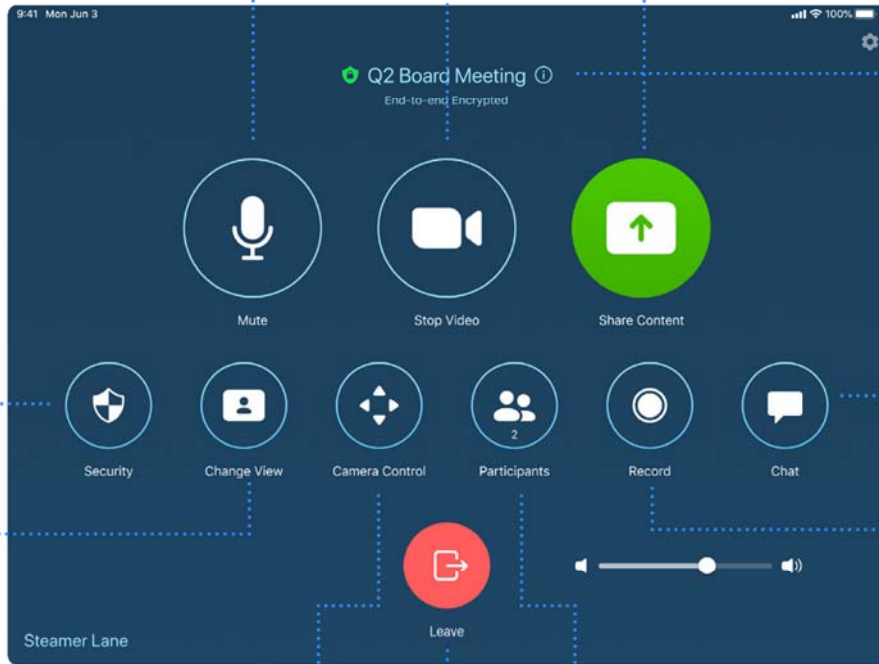 9:41 Mon Jun 3
100%
Q2 Board Meeting
End-to-end Encrypted
Mute
Stop Video
Share Content
2
Security
Change View
Camera Control
Participants
Record
Chat
Leave
Steamer Lane